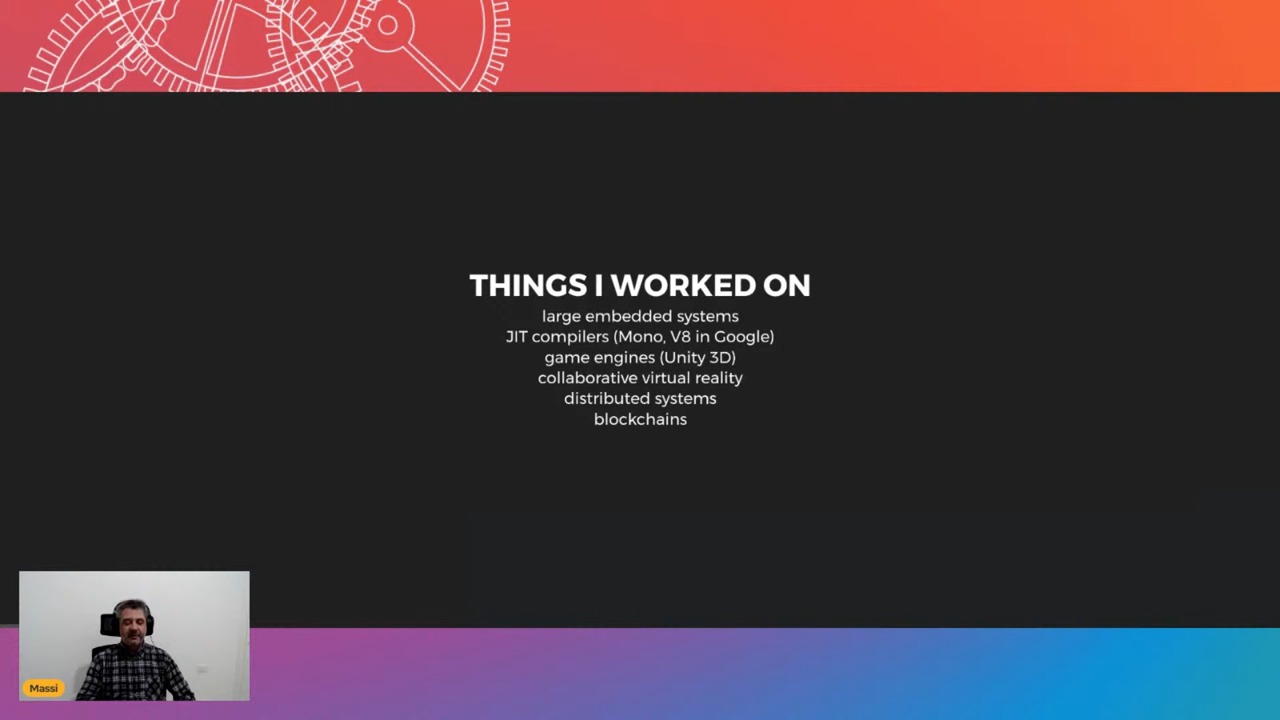 THINGS I WORKED ON
large embedded systems
JIT compilers (Mono, V8 in Google)
game engines (Unity 3D)
collaborative virtual reality
distributed systems
blockchains
Massi